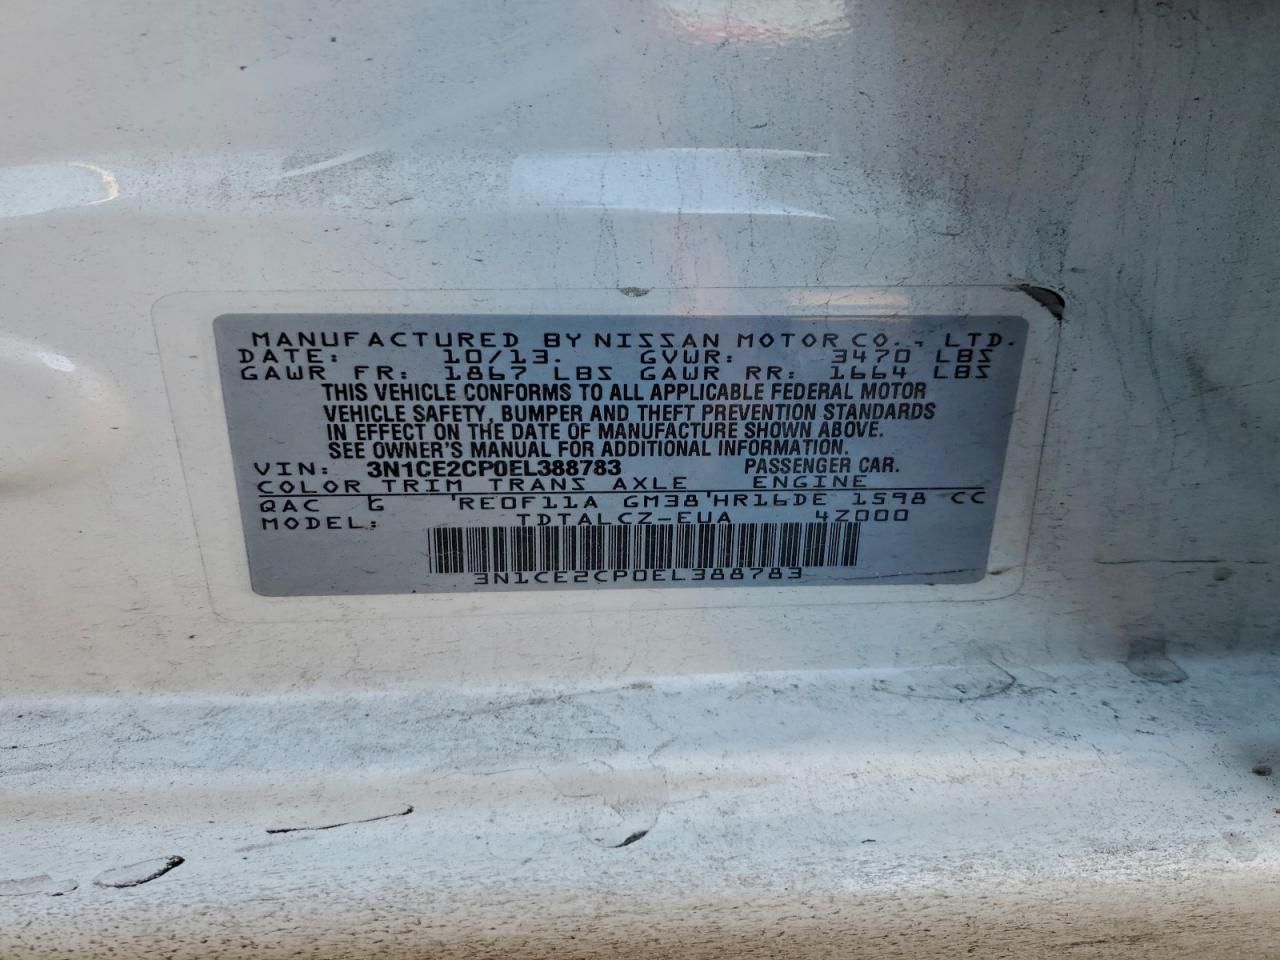 MANUFACTURED BY NISSAN MOTOR CO., LTD.
DATE: 10/13. GVWR: 3470 LBS
GAWR FR: 1867 LBS GAWR RR: 1664 LBS
THIS VEHICLE CONFORMS TO ALL APPLICABLE FEDERAL MOTOR
VEHICLE SAFETY, BUMPER AND THEFT PREVENTION STANDARDS
IN EFFECT ON THE DATE OF MANUFACTURE SHOWN ABOVE.
SEE OWNER'S MANUAL FOR ADDITIONAL INFORMATION.
VIN: 3N1CE2CP0EL388783 PASSENGER CAR.
COLOR TRIM TRANS AXLE ENGINE
QAC G 'RE0F11A GM38'HR16DE 1598 CC
MODEL: TDTALCZ-EUA 4Z000
3N1CE2CP0EL388783